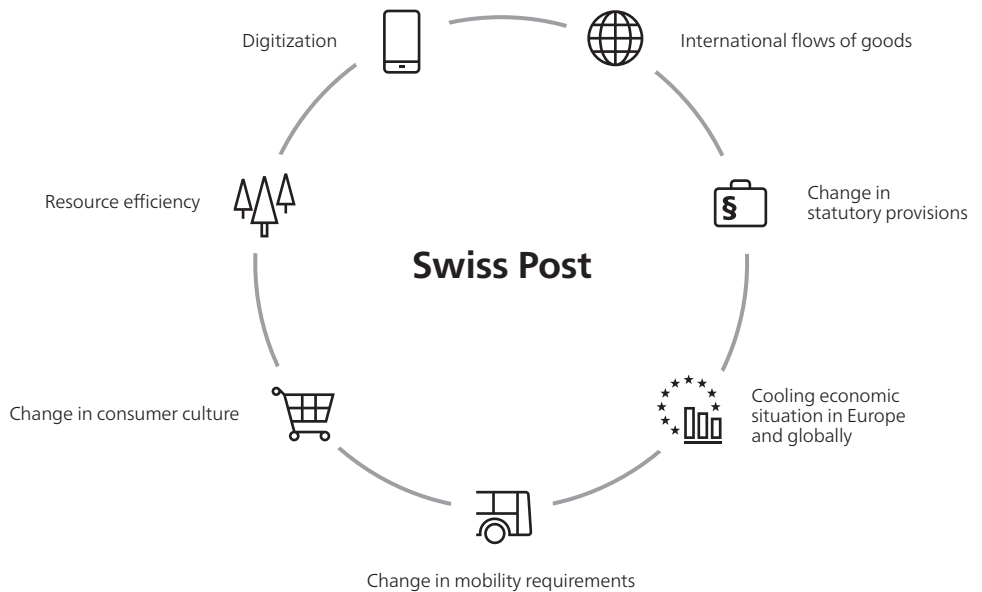 Digitization
International flows of goods
Resource efficiency
§
Change in
statutory provisions
Swiss Post
Change in consumer culture
Cooling economic
situation in Europe
and globally
Change in mobility requirements